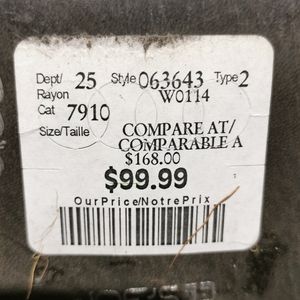 Dept/ 25 Style 063643 Type 2
Rayon W0114
Cat 7910
Size/Taille
COMPARE AT/
COMPARABLE A
$168.00
$99.99
OurPrice/NotrePrix